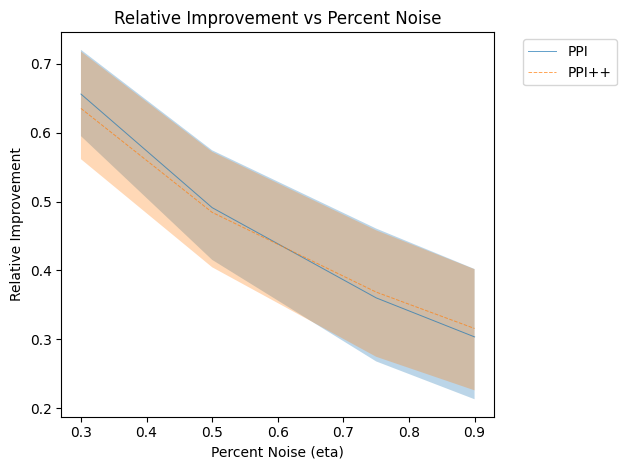 Relative Improvement vs Percent Noise
PPI
PPI++
Relative Improvement
0.7
0.6
0.5
0.4
0.3
0.2
0.3 0.4 0.5 0.6 0.7 0.8 0.9
Percent Noise (eta)